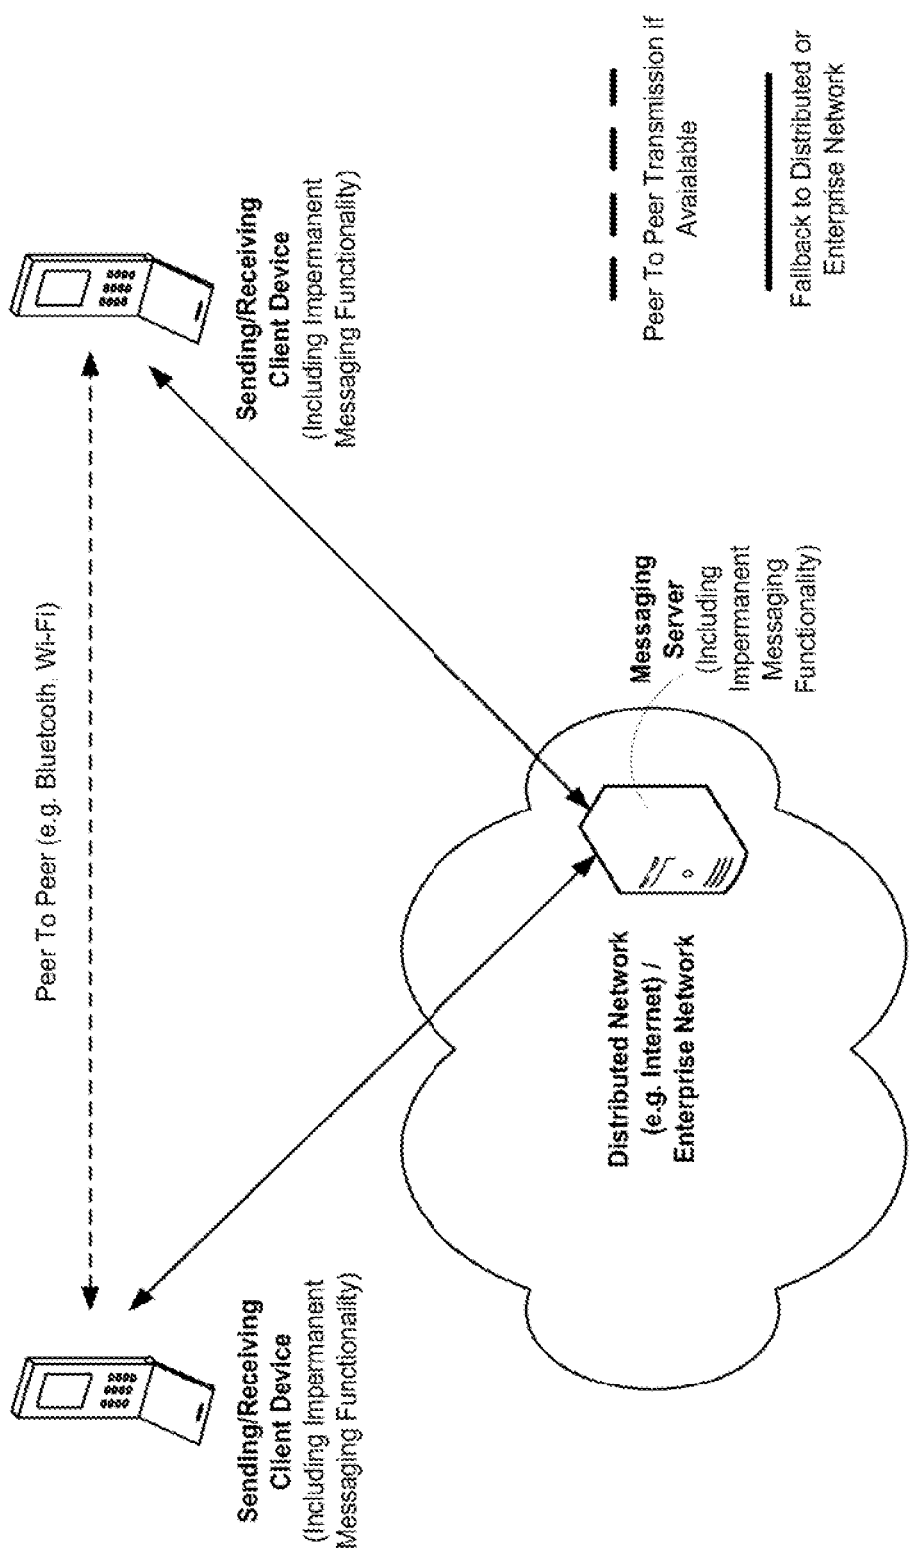 Peer To Peer (e.g. Bluetooth, Wi-Fi)
Sending/Receiving
Client Device
(Including Impermanent
Messaging Functionality)
Sending/Receiving
Client Device
(Including Impermanent
Messaging Functionality)
Distributed Network
(e.g. Internet) /
Enterprise Network
Messaging
Server
(Including
Impermanent
Messaging
Functionality)
Peer To Peer Transmission if
Avaialable
Fallback to Distributed or
Enterprise Network